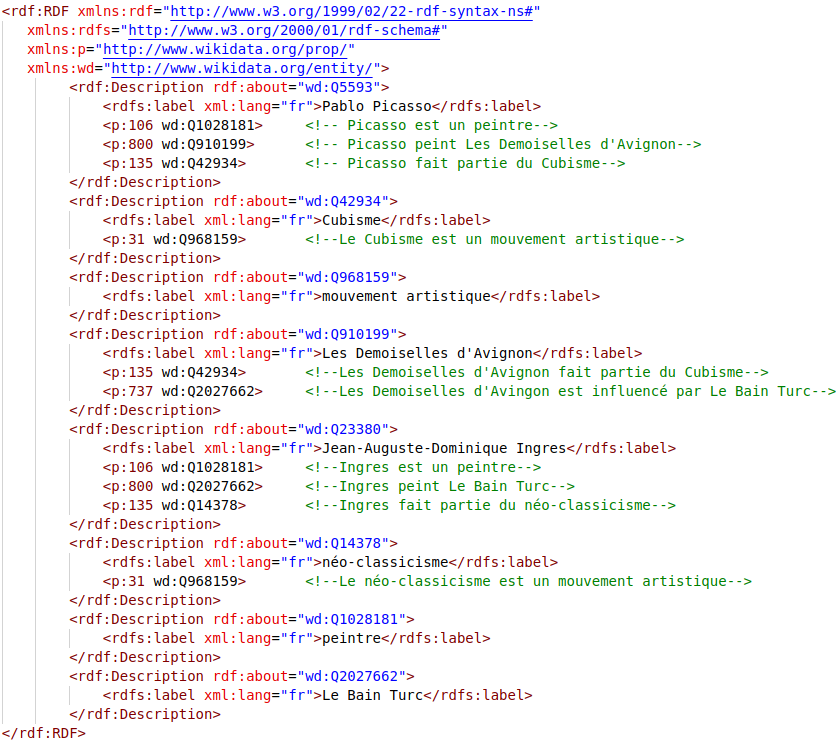 <rdf:RDF xmlns:rdf="http://www.w3.org/1999/02/22-rdf-syntax-ns#"
xmlns:rdfs="http://www.w3.org/2000/01/rdf-schema#"
xmlns:p="http://www.wikidata.org/prop/"
xmlns:wd="http://www.wikidata.org/entity/">
<rdf:Description rdf:about="wd:Q5593">
<rdfs:label xml:lang="fr">Pablo Picasso</rdfs:label>
<p:106 wd:Q1028181> <!-- Picasso est un peintre-->
<p:800 wd:Q910199> <!-- Picasso peint Les Demoiselles d'Avignon-->
<p:135 wd:Q42934> <!-- Picasso fait partie du Cubisme-->
</rdf:Description>
<rdf:Description rdf:about="wd:Q42934">
<rdfs:label xml:lang="fr">Cubisme</rdfs:label>
<p:31 wd:Q968159> <!--Le Cubisme est un mouvement artistique-->
</rdf:Description>
<rdf:Description rdf:about="wd:Q968159">
<rdfs:label xml:lang="fr">mouvement artistique</rdfs:label>
</rdf:Description>
<rdf:Description rdf:about="wd:Q910199">
<rdfs:label xml:lang="fr">Les Demoiselles d'Avignon</rdfs:label>
<p:135 wd:Q42934> <!--Les Demoiselles d'Avignon fait partie du Cubisme-->
<p:737 wd:Q2027662> <!--Les Demoiselles d'Avingon est influencé par Le Bain Turc-->
</rdf:Description>
<rdf:Description rdf:about="wd:Q23380">
<rdfs:label xml:lang="fr">Jean-Auguste-Dominique Ingres</rdfs:label>
<p:106 wd:Q1028181> <!--Ingres est un peintre-->
<p:800 wd:Q2027662> <!--Ingres peint Le Bain Turc-->
<p:135 wd:Q14378> <!--Ingres fait partie du néo-classicisme-->
</rdf:Description>
<rdf:Description rdf:about="wd:Q14378">
<rdfs:label xml:lang="fr">néo-classicisme</rdfs:label>
<p:31 wd:Q968159> <!--Le néo-classicisme est un mouvement artistique-->
</rdf:Description>
<rdf:Description rdf:about="wd:Q1028181">
<rdfs:label xml:lang="fr">peintre</rdfs:label>
</rdf:Description>
<rdf:Description rdf:about="wd:Q2027662">
<rdfs:label xml:lang="fr">Le Bain Turc</rdfs:label>
</rdf:Description>
</rdf:RDF>